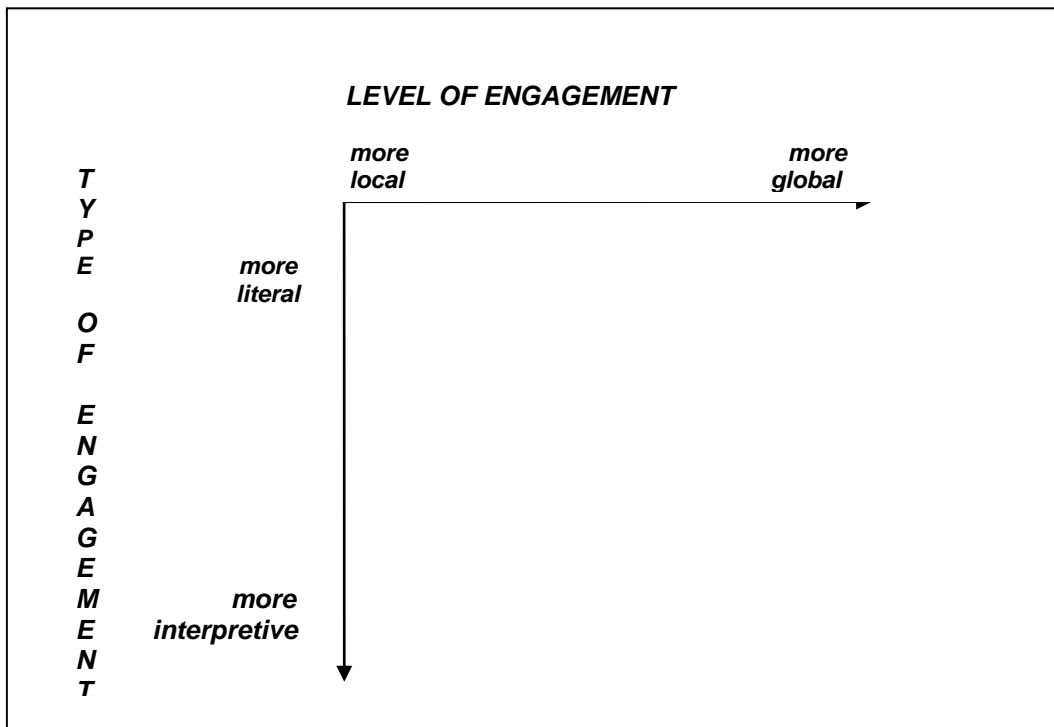 LEVEL OF ENGAGEMENT
more
local
more
global
T
Y
P
E
O
F
E
N
G
A
G
E
M
E
N
T
more
literal
more
interpretive